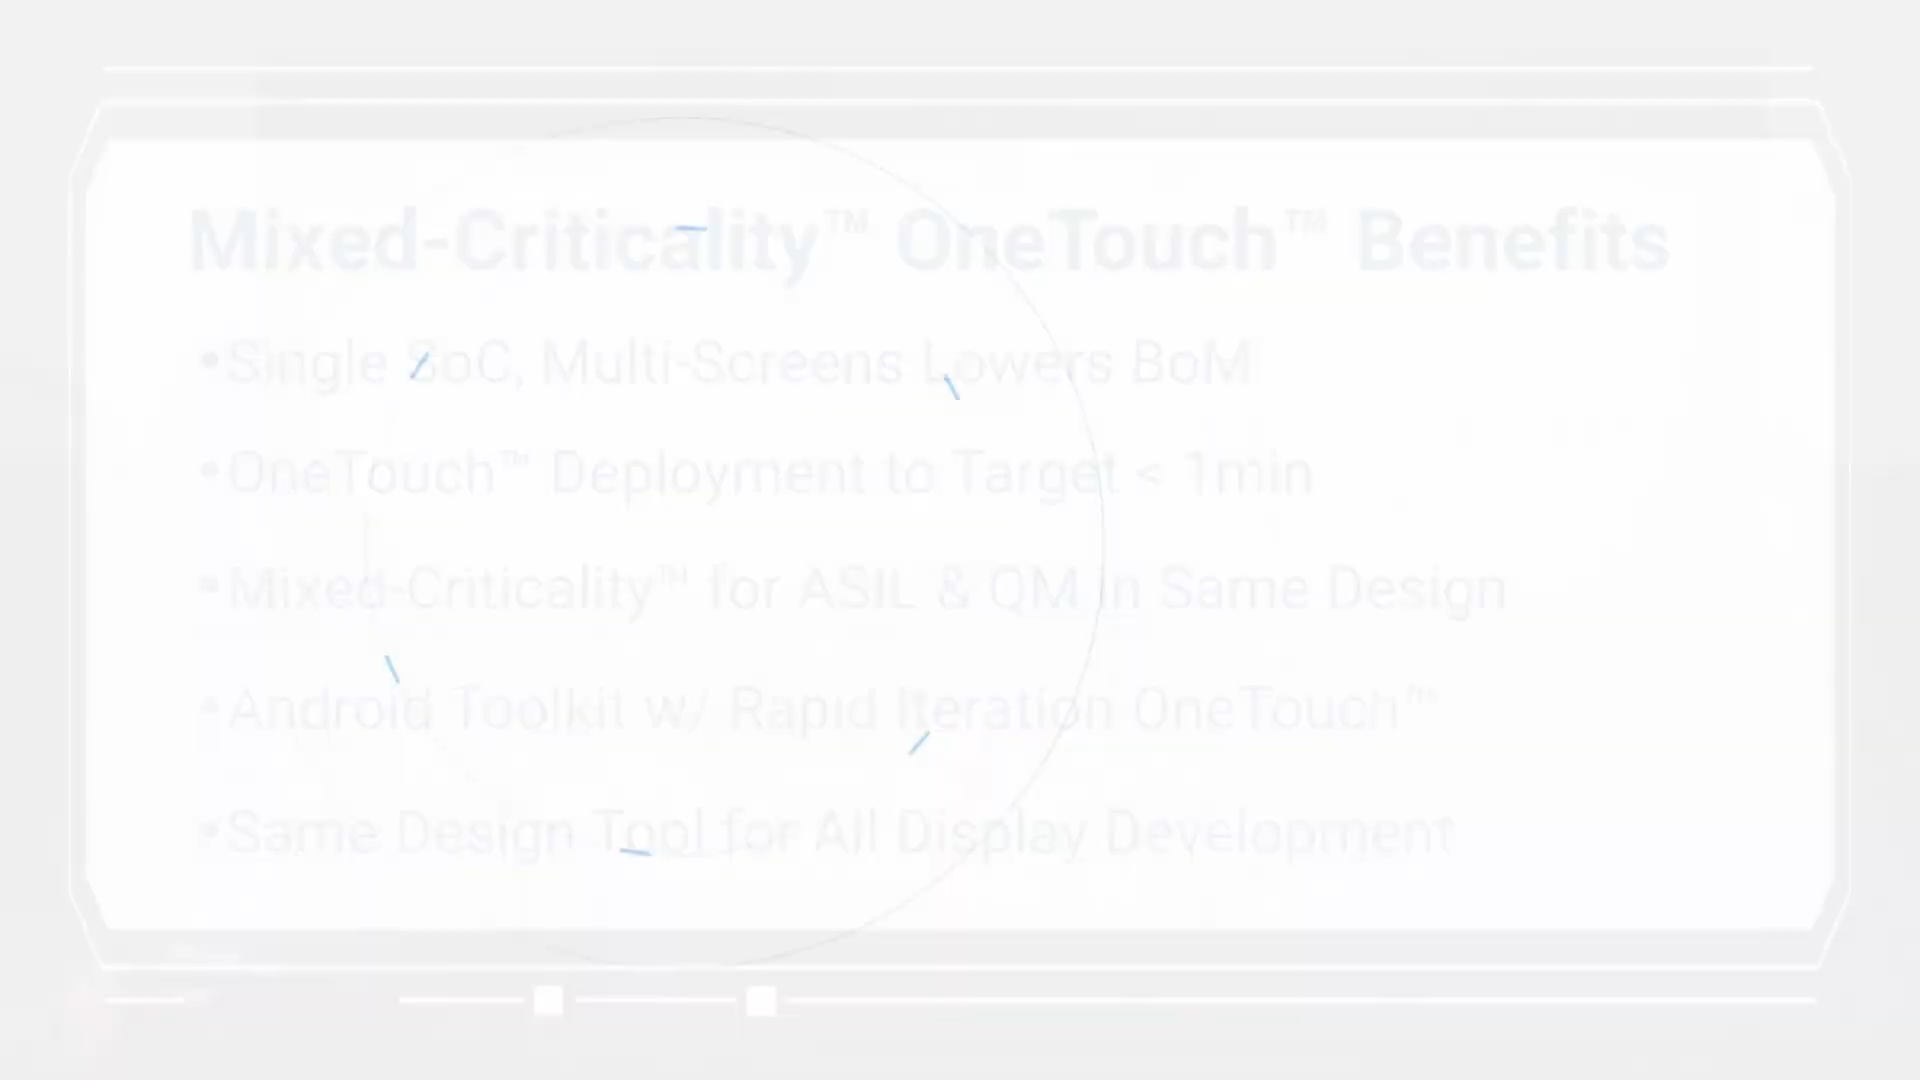 Mixed-Criticality™ OneTouch™ Benefits
•Single SoC, Multi-Screens Lowers BoM
•OneTouch™ Deployment to Target < 1min
•Mixed-Criticality™ for ASIL & QM in Same Design
•Android Toolkit w/ Rapid Iteration OneTouch™
•Same Design Tool for All Display Development